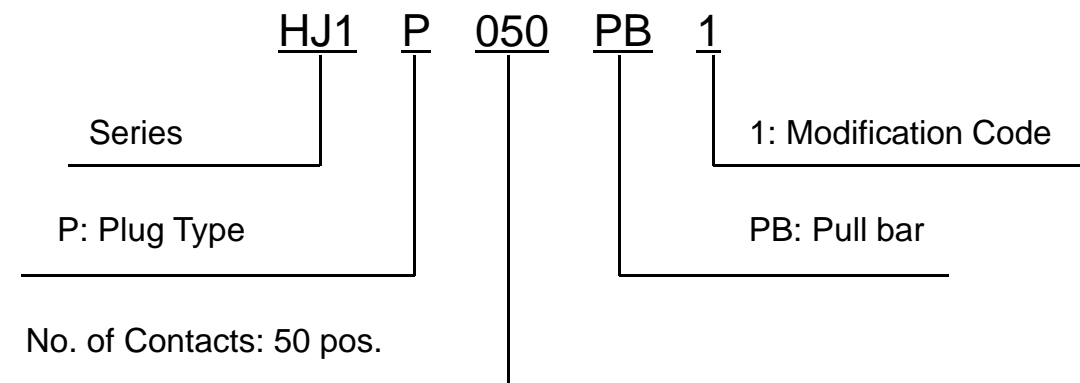 HJ1 P 050 PB 1
Series
1: Modification Code
P: Plug Type
PB: Pull bar
No. of Contacts: 50 pos.